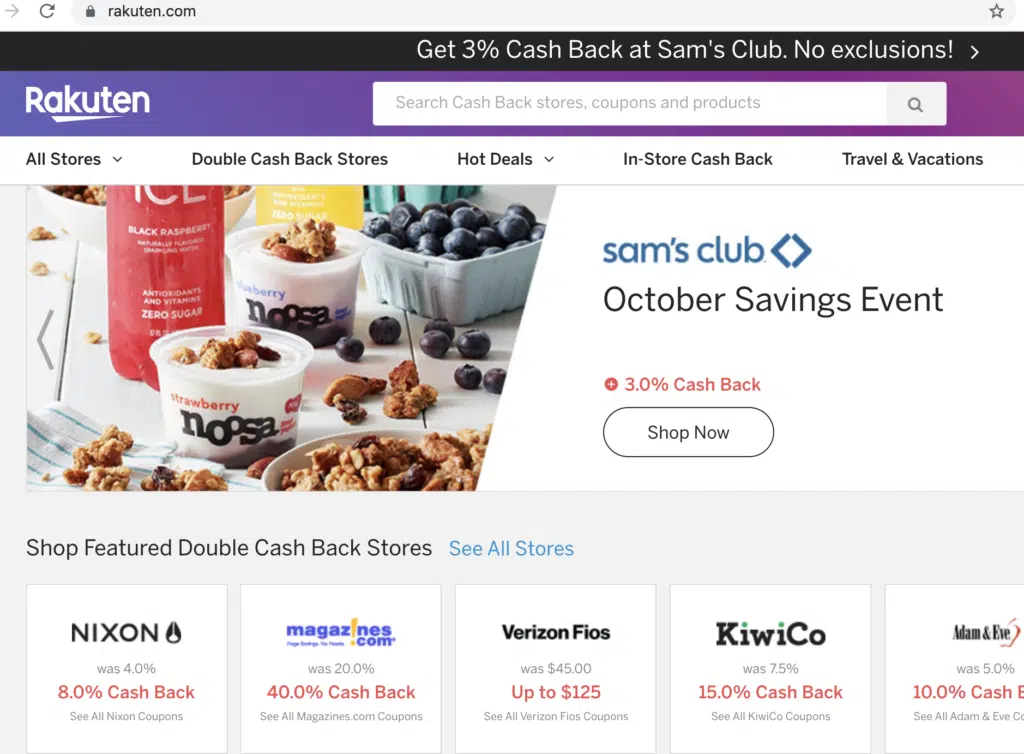 rakuten.com
Get 3% Cash Back at Sam's Club. No exclusions!
Rakuten
Search Cash Back stores, coupons and products
All Stores
Double Cash Back Stores
Hot Deals
In-Store Cash Back
Travel & Vacations
ICE
BLACK RASPBERRY
NATURALLY FLAVORED
SPARKLING WATER
ANTIOXIDANTS
AND VITAMINS
ZERO SUGAR
ZERO SUGAR
blueberry
noosa
strawberry
noosa
sam's club
October Savings Event
3.0% Cash Back
Shop Now
Shop Featured Double Cash Back Stores See All Stores
NIXON
was 4.0%
8.0% Cash Back
See All Nixon Coupons
magazines.com
Huge Savings. No Hassle.
was 20.0%
40.0% Cash Back
See All Magazines.com Coupons
Verizon Fios
was $45.00
Up to $125
See All Verizon Fios Coupons
KiwiCo
was 7.5%
15.0% Cash Back
See All KiwiCo Coupons
Adam & Eve
was 5.0%
10.0% Cash
See All Adam & Eve